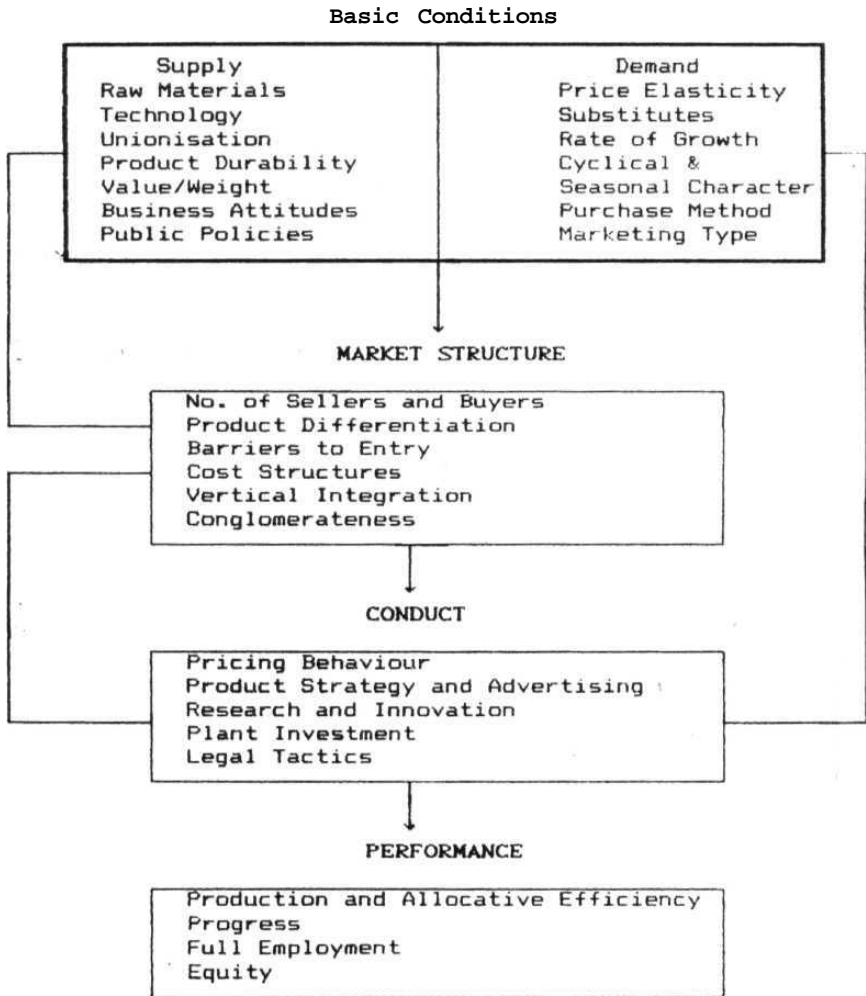 Basic Conditions
Supply
Raw Materials
Technology
Unionisation
Product Durability
Value/Weight
Business Attitudes
Public Policies
Demand
Price Elasticity
Substitutes
Rate of Growth
Cyclical &
Seasonal Character
Purchase Method
Marketing Type
MARKET STRUCTURE
No. of Sellers and Buyers
Product Differentiation
Barriers to Entry
Cost Structures
Vertical Integration
Conglomerateness
CONDUCT
Pricing Behaviour
Product Strategy and Advertising
Research and Innovation
Plant Investment
Legal Tactics
PERFORMANCE
Production and Allocative Efficiency
Progress
Full Employment
Equity